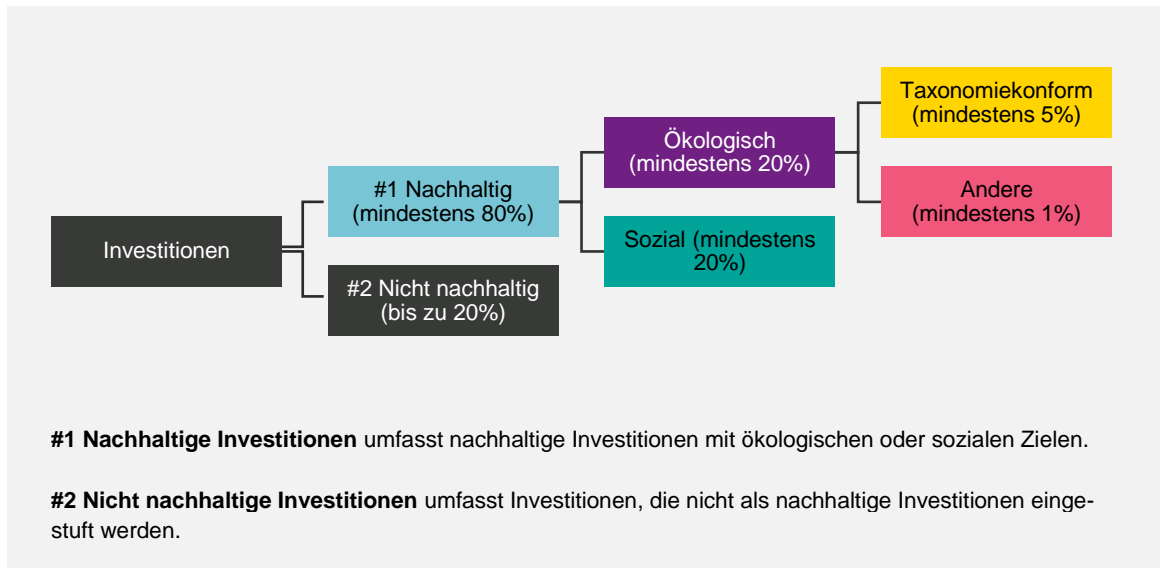 Investitionen
#1 Nachhaltig
(mindestens 80%)
#2 Nicht nachhaltig
(bis zu 20%)
Ökologisch
(mindestens 20%)
Sozial (mindestens
20%)
Taxonomiekonform
(mindestens 5%)
Andere
(mindestens 1%)
#1 Nachhaltige Investitionen umfasst nachhaltige Investitionen mit ökologischen oder sozialen Zielen.
#2 Nicht nachhaltige Investitionen umfasst Investitionen, die nicht als nachhaltige Investitionen einge-
stuft werden.